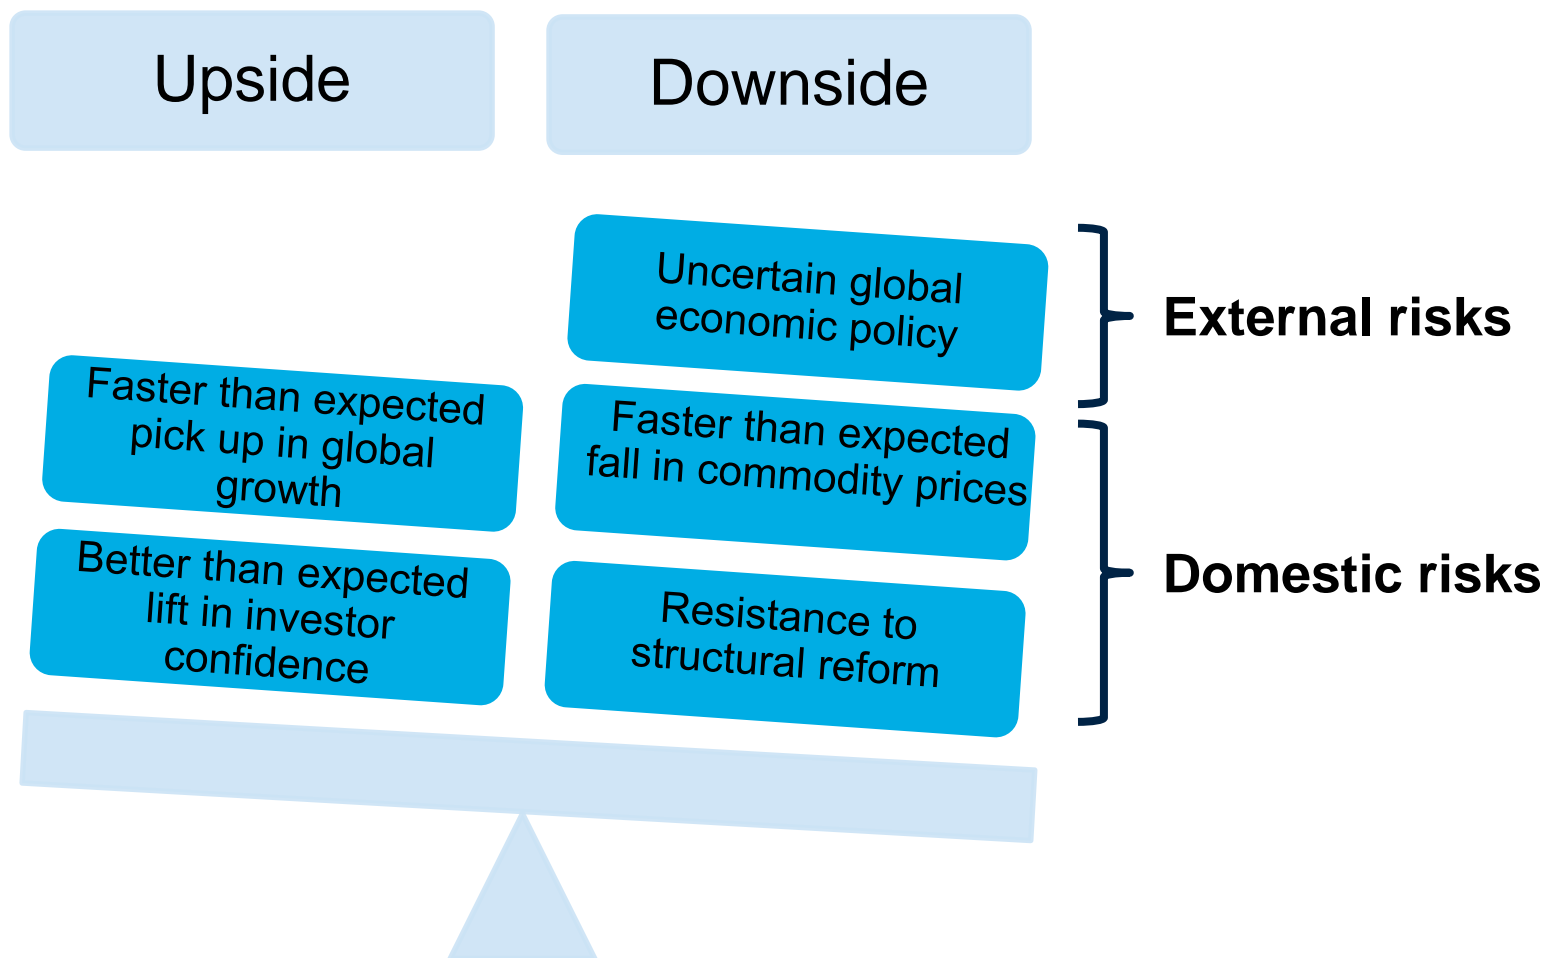 Upside
Downside
Uncertain global
economic policy
External risks
Faster than expected
pick up in global
growth
Faster than expected
fall in commodity prices
Better than expected
lift in investor
confidence
Resistance to
structural reform
Domestic risks